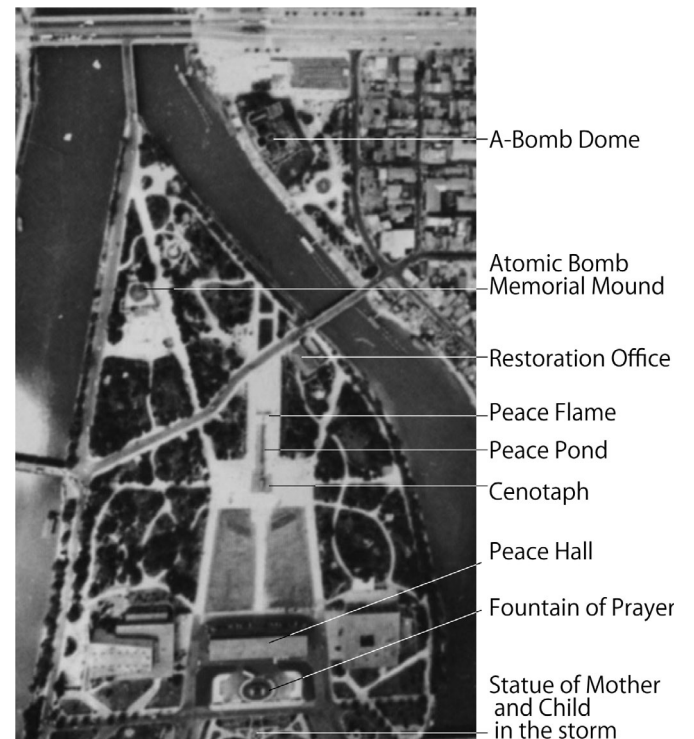 A-Bomb Dome
Atomic Bomb
Memorial Mound
Restoration Office
Peace Flame
Peace Pond
Cenotaph
Peace Hall
Fountain of Prayer
Statue of Mother
and Child
in the storm